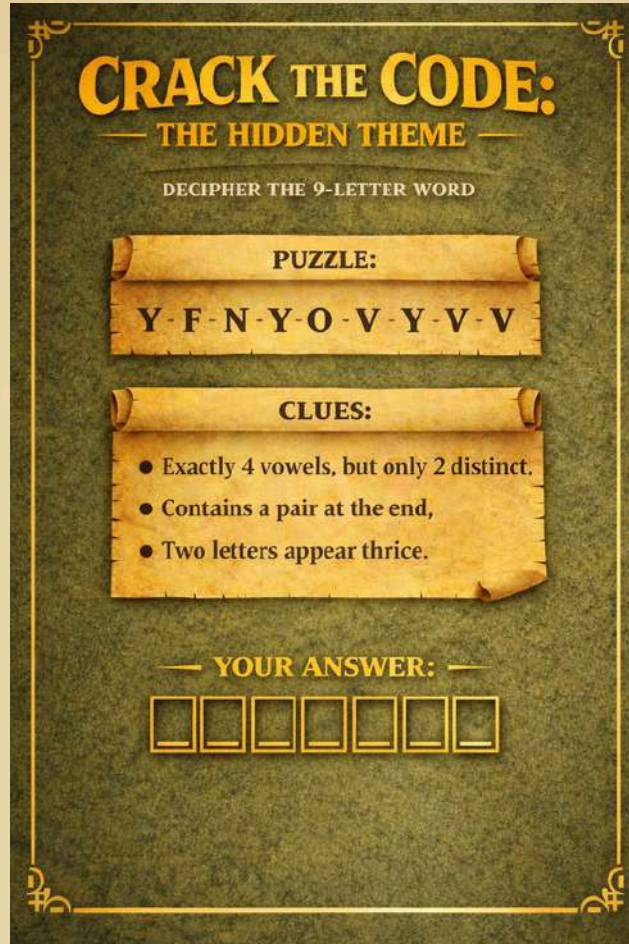 CRACK THE CODE:
THE HIDDEN THEME
DECIPHER THE 9-LETTER WORD
PUZZLE:
Y - F - N - Y - O - V - Y - V - V
CLUES:
• Exactly 4 vowels, but only 2 distinct.
• Contains a pair at the end,
• Two letters appear thrice.
YOUR ANSWER: